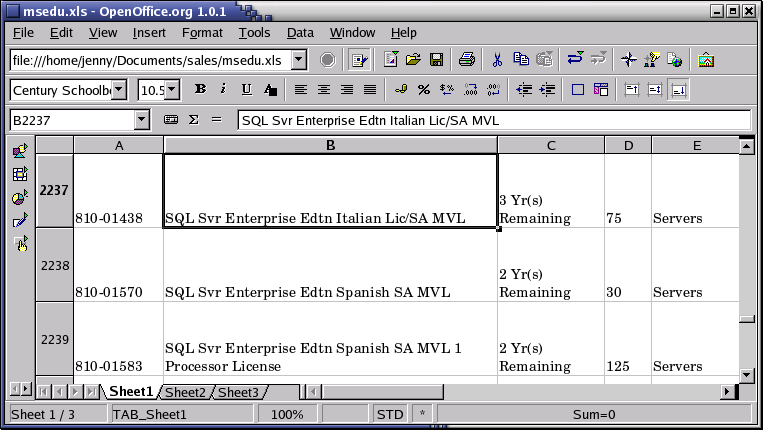 msedu.xls - OpenOffice.org 1.0.1
File Edit View Insert Format Tools Data Window Help
file:///home/jenny/Documents/sales/msedu.xls
Century Schoolb 10.5 B i U A
B2237 Σ = SQL Svr Enterprise Edtn Italian Lic/SA MVL
A B C D E
2237 810-01438 SQL Svr Enterprise Edtn Italian Lic/SA MVL 3 Yr(s)
Remaining 75 Servers
2238 810-01570 SQL Svr Enterprise Edtn Spanish SA MVL 2 Yr(s)
Remaining 30 Servers
2239 810-01583 SQL Svr Enterprise Edtn Spanish SA MVL 1
Processor License 2 Yr(s)
Remaining 125 Servers
Sheet1 Sheet2 Sheet3
Sheet 1 / 3 TAB_Sheet1 100% STD * Sum=0